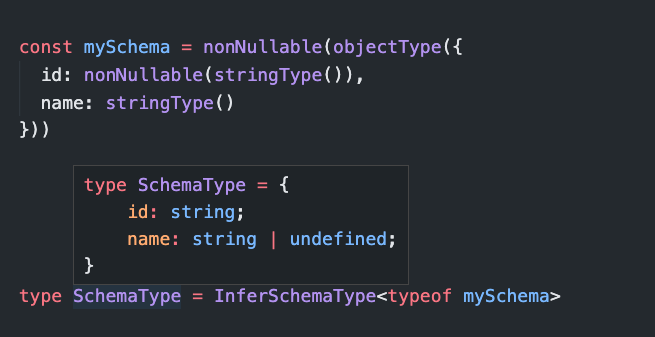 const mySchema = nonNullable(objectType({
  id: nonNullable(stringType()),
  name: stringType()
}))
type SchemaType = {
    id: string;
    name: string | undefined;
}
type SchemaType = InferSchemaType<typeof mySchema>